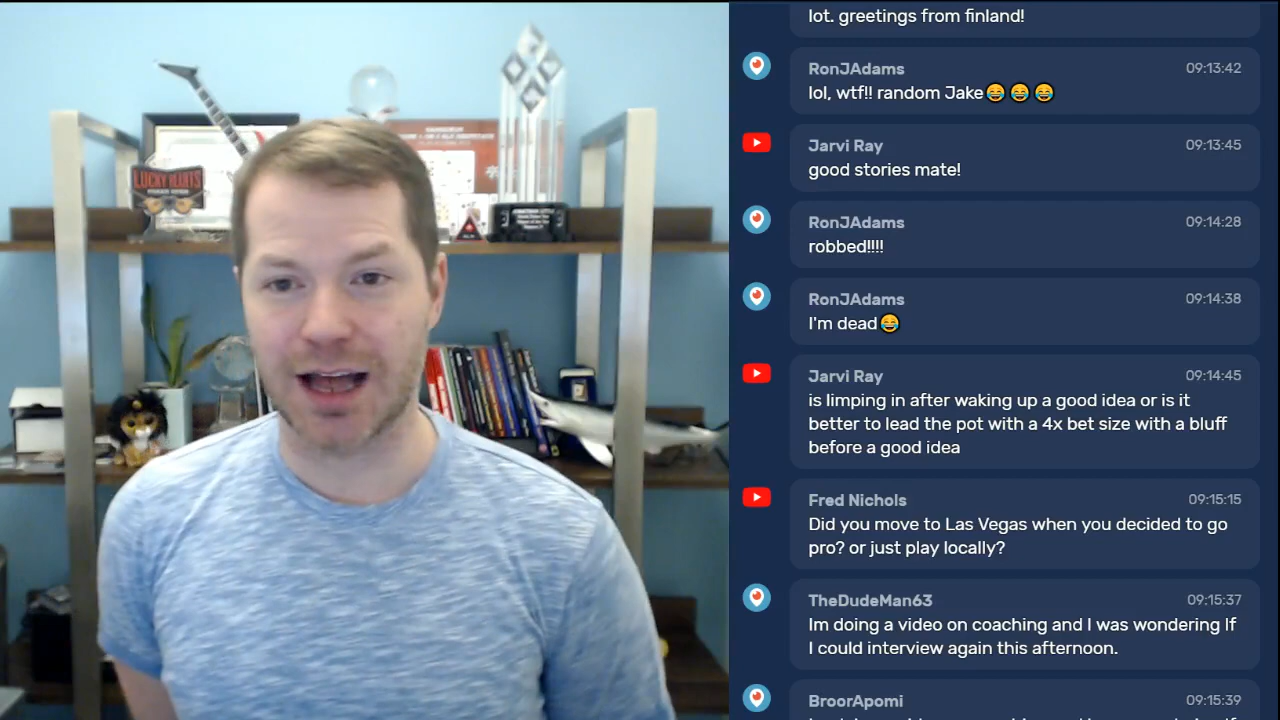 lot. greetings from finland!
RonJAdams 09:13:42
lol, wtf!! random Jake😂 😂 😂
Jarvi Ray 09:13:45
good stories mate!
RonJAdams 09:14:28
robbed!!!!
RonJAdams 09:14:38
I'm dead😂
Jarvi Ray 09:14:45
is limping in after waking up a good idea or is it
better to lead the pot with a 4x bet size with a bluff
before a good idea
Fred Nichols 09:15:15
Did you move to Las Vegas when you decided to go
pro? or just play locally?
TheDudeMan63 09:15:37
Im doing a video on coaching and I was wondering If
I could interview again this afternoon.
BroorApomi 09:15:39
LUCKY HEARTS